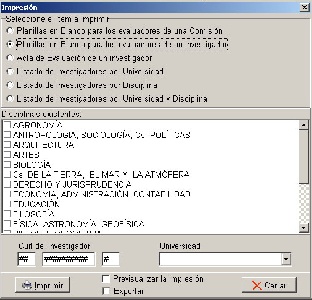 Impresión
Seleccione el Item a Imprimir
Planillas en Blanco para los evaluadores de una Comisión
Planillas en Blanco para los evaluadores de un Investigador
Acta de Evaluación de un Investigador
Listado de Investigadores por Universidad
Listado de Investigadores por Disciplina
Listado de Investigadores por Universidad y Disciplina
Disciplinas existentes:
AGRONOMÍA
ANTROPOLOGÍA, SOCIOLOGÍA, Cs. POLÍTICAS
ARQUITECTURA
ARTES
BIOLOGÍA
Cs. DE LA TIERRA, EL MAR Y LA ATMÓFERA
DERECHO Y JURISPRUDENCIA
ECONOMÍA, ADMINISTRACIÓN, CONTABILIDAD
EDUCACIÓN
FILOSOFÍA
FÍSICA, ASTRONOMÍA, GEOFÍSICA
Cuil del Investigador
Universidad
Imprimir
Previsualizar la Impresión
Exportar
Cerrar